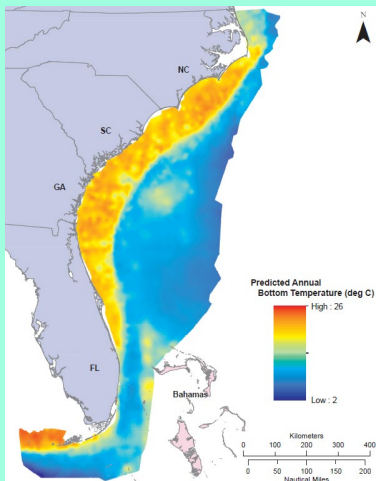 N
NC
SC
GA
FL
Bahamas
Predicted Annual
Bottom Temperature (deg C)
High : 26
Low : 2
Kilometers
0 100 200 300 400
0 50 100 150 200
Nautical Miles